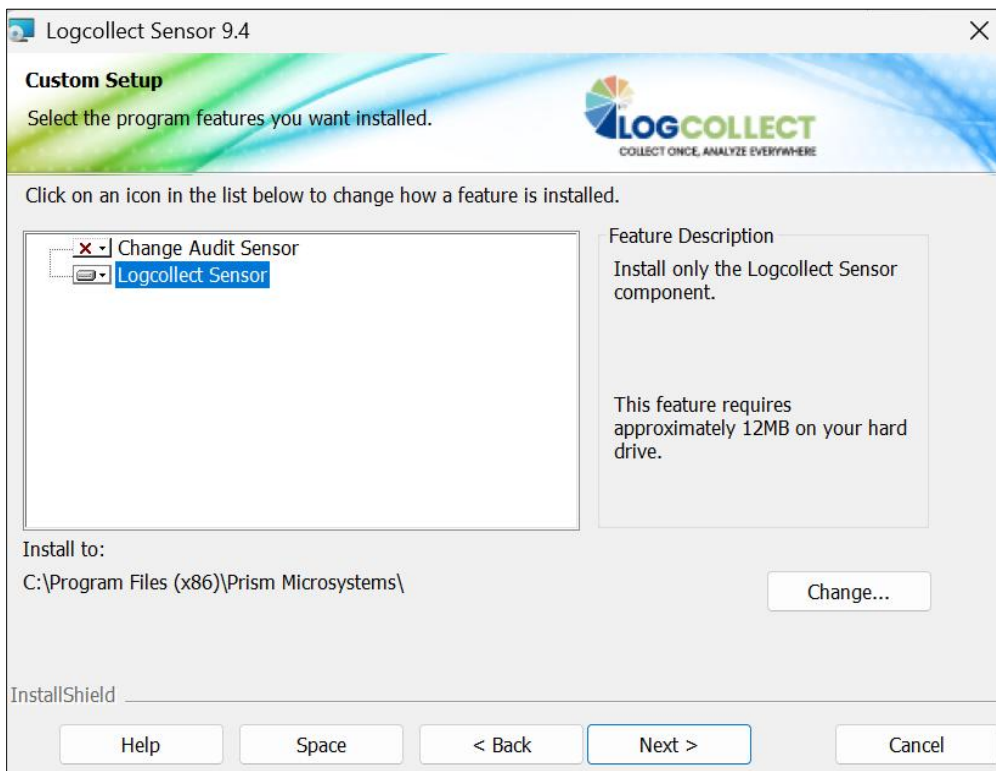 Logcollect Sensor 9.4
Custom Setup
Select the program features you want installed.
LOGCOLLECT
COLLECT ONCE, ANALYZE EVERYWHERE
Click on an icon in the list below to change how a feature is installed.
Change Audit Sensor
Logcollect Sensor
Feature Description
Install only the Logcollect Sensor
component.
This feature requires
approximately 12MB on your hard
drive.
Install to:
C:\Program Files (x86)\Prism Microsystems\
Change...
InstallShield
Help
Space
< Back
Next >
Cancel